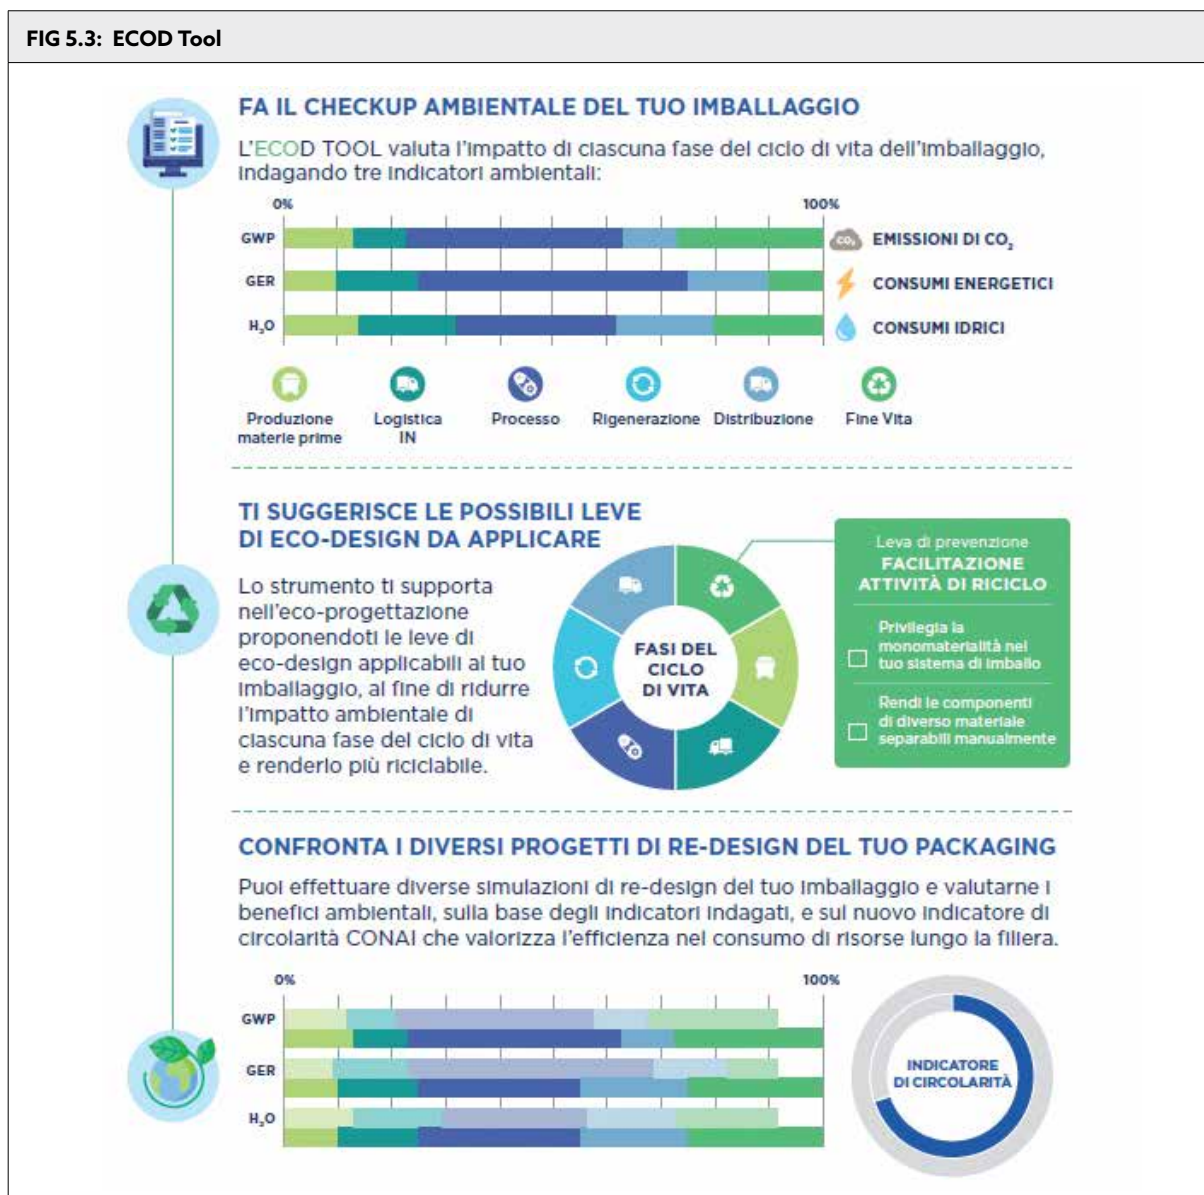 FIG 5.3: ECOD Tool
FA IL CHECKUP AMBIENTALE DEL TUO IMBALLAGGIO
L'ECOD TOOL valuta l'impatto di ciascuna fase del ciclo di vita dell'imballaggio,
indagando tre indicatori ambientali:
0% 100%
GWP
CO₂ EMISSIONI DI CO₂
GER
CONSUMI ENERGETICI
H₂O
CONSUMI IDRICI
Produzione
materie prime
Logistica
IN
Processo
Rigenerazione
Distribuzione
Fine Vita
TI SUGGERISCE LE POSSIBILI LEVE
DI ECO-DESIGN DA APPLICARE
Lo strumento ti supporta
nell'eco-progettazione
proponendoti le leve di
eco-design applicabili al tuo
imballaggio, al fine di ridurre
l'impatto ambientale di
ciascuna fase del ciclo di vita
e renderlo più riciclabile.
FASI DEL
CICLO
DI VITA
Leva di prevenzione
FACILITAZIONE
ATTIVITÀ DI RICICLO
Privilegia la
monomaterialità nel
tuo sistema di imballo
Rendi le componenti
di diverso materiale
separabili manualmente
CONFRONTA I DIVERSI PROGETTI DI RE-DESIGN DEL TUO PACKAGING
Puoi effettuare diverse simulazioni di re-design del tuo imballaggio e valutarne i
benefici ambientali, sulla base degli indicatori indagati, e sul nuovo indicatore di
circolarità CONAI che valorizza l'efficienza nel consumo di risorse lungo la filiera.
0% 100%
GWP
GER
H₂O
INDICATORE
DI CIRCOLARITÀ